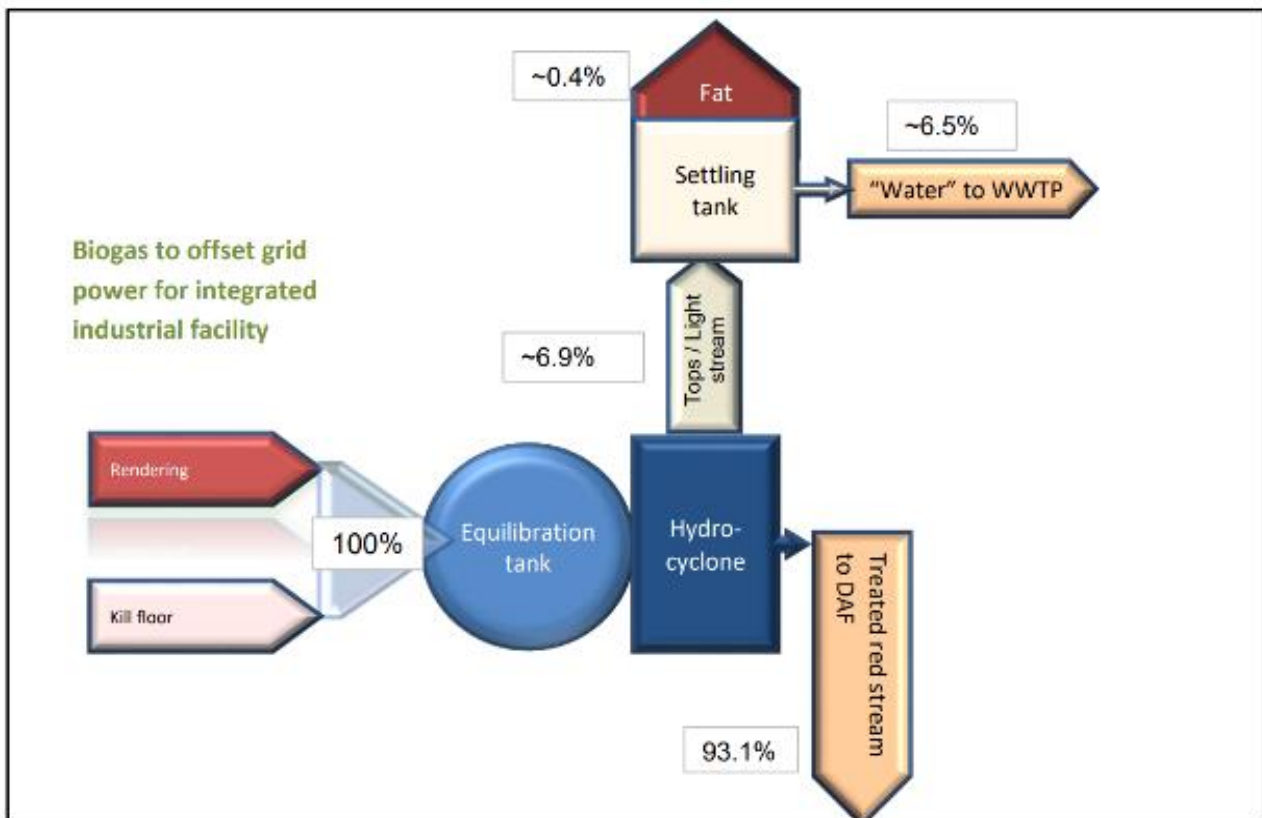 ~0.4%
Fat
~6.5%
Settling
tank
“Water” to WWTP
Biogas to offset grid
power for integrated
industrial facility
~6.9%
Tops / Light
stream
Rendering
100%
Equilibration
tank
Hydro-
cyclone
Kill floor
Treated red stream
to DAF
93.1%